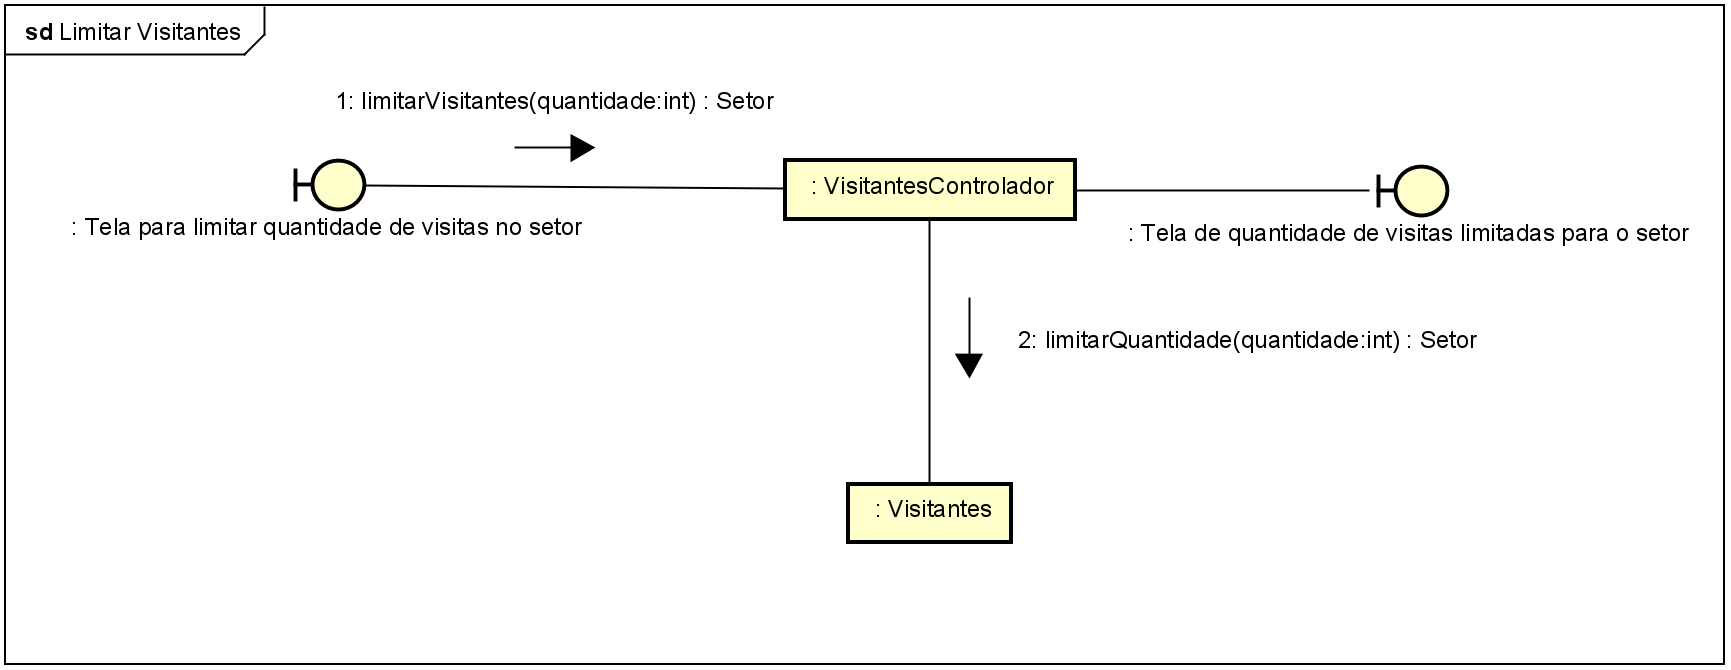 sd Limitar Visitantes
1: limitarVisitantes(quantidade:int) : Setor
: VisitantesControlador
: Tela para limitar quantidade de visitas no setor
: Tela de quantidade de visitas limitadas para o setor
2: limitarQuantidade(quantidade:int) : Setor
: Visitantes